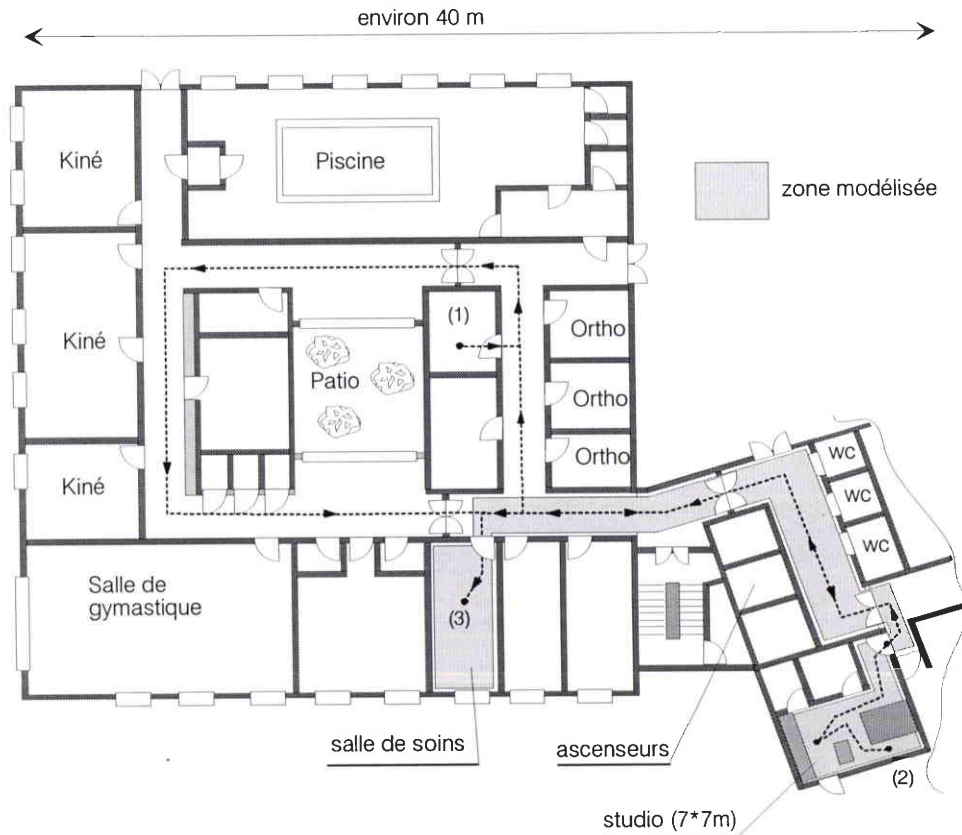 environ 40 m
Kiné
Piscine
zone modélisée
(1)
Ortho
Kiné
Patio
Ortho
Ortho
Kiné
WC
WC
WC
Salle de
gymastique
(3)
salle de soins
ascenseurs
(2)
studio (7*7m)